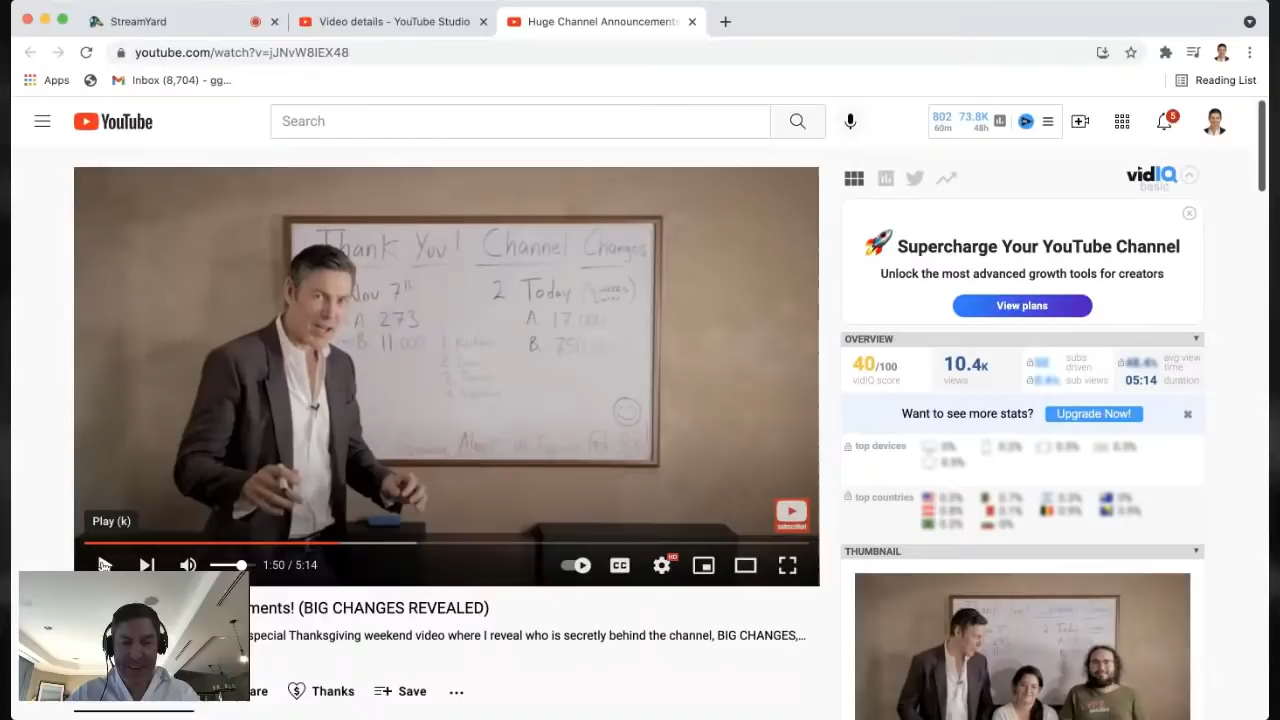 StreamYard
Video details - YouTube Studio
Huge Channel Announcements
youtube.com/watch?v=jJNvW8IEX48
Apps
Inbox (8,704) - gg...
Reading List
YouTube
Search
802
60m
73.8K
48h
5
Thank You!
Channel Changes
Nov 7th
2 Today
A. 273
A. 17,000
B. 11,000
B.
subscribe!
Play (k)
1:50 / 5:14
CC
HD
ments! (BIG CHANGES REVEALED)
special Thanksgiving weekend video where I reveal who is secretly behind the channel, BIG CHANGES,...
are
Thanks
Save
vidIQ
basic
Supercharge Your YouTube Channel
Unlock the most advanced growth tools for creators
View plans
OVERVIEW
40/100
vidIQ score
10.4K
views
subs driven
sub views
avg view time
05:14
duration
Want to see more stats?
Upgrade Now!
top devices
top countries
THUMBNAIL